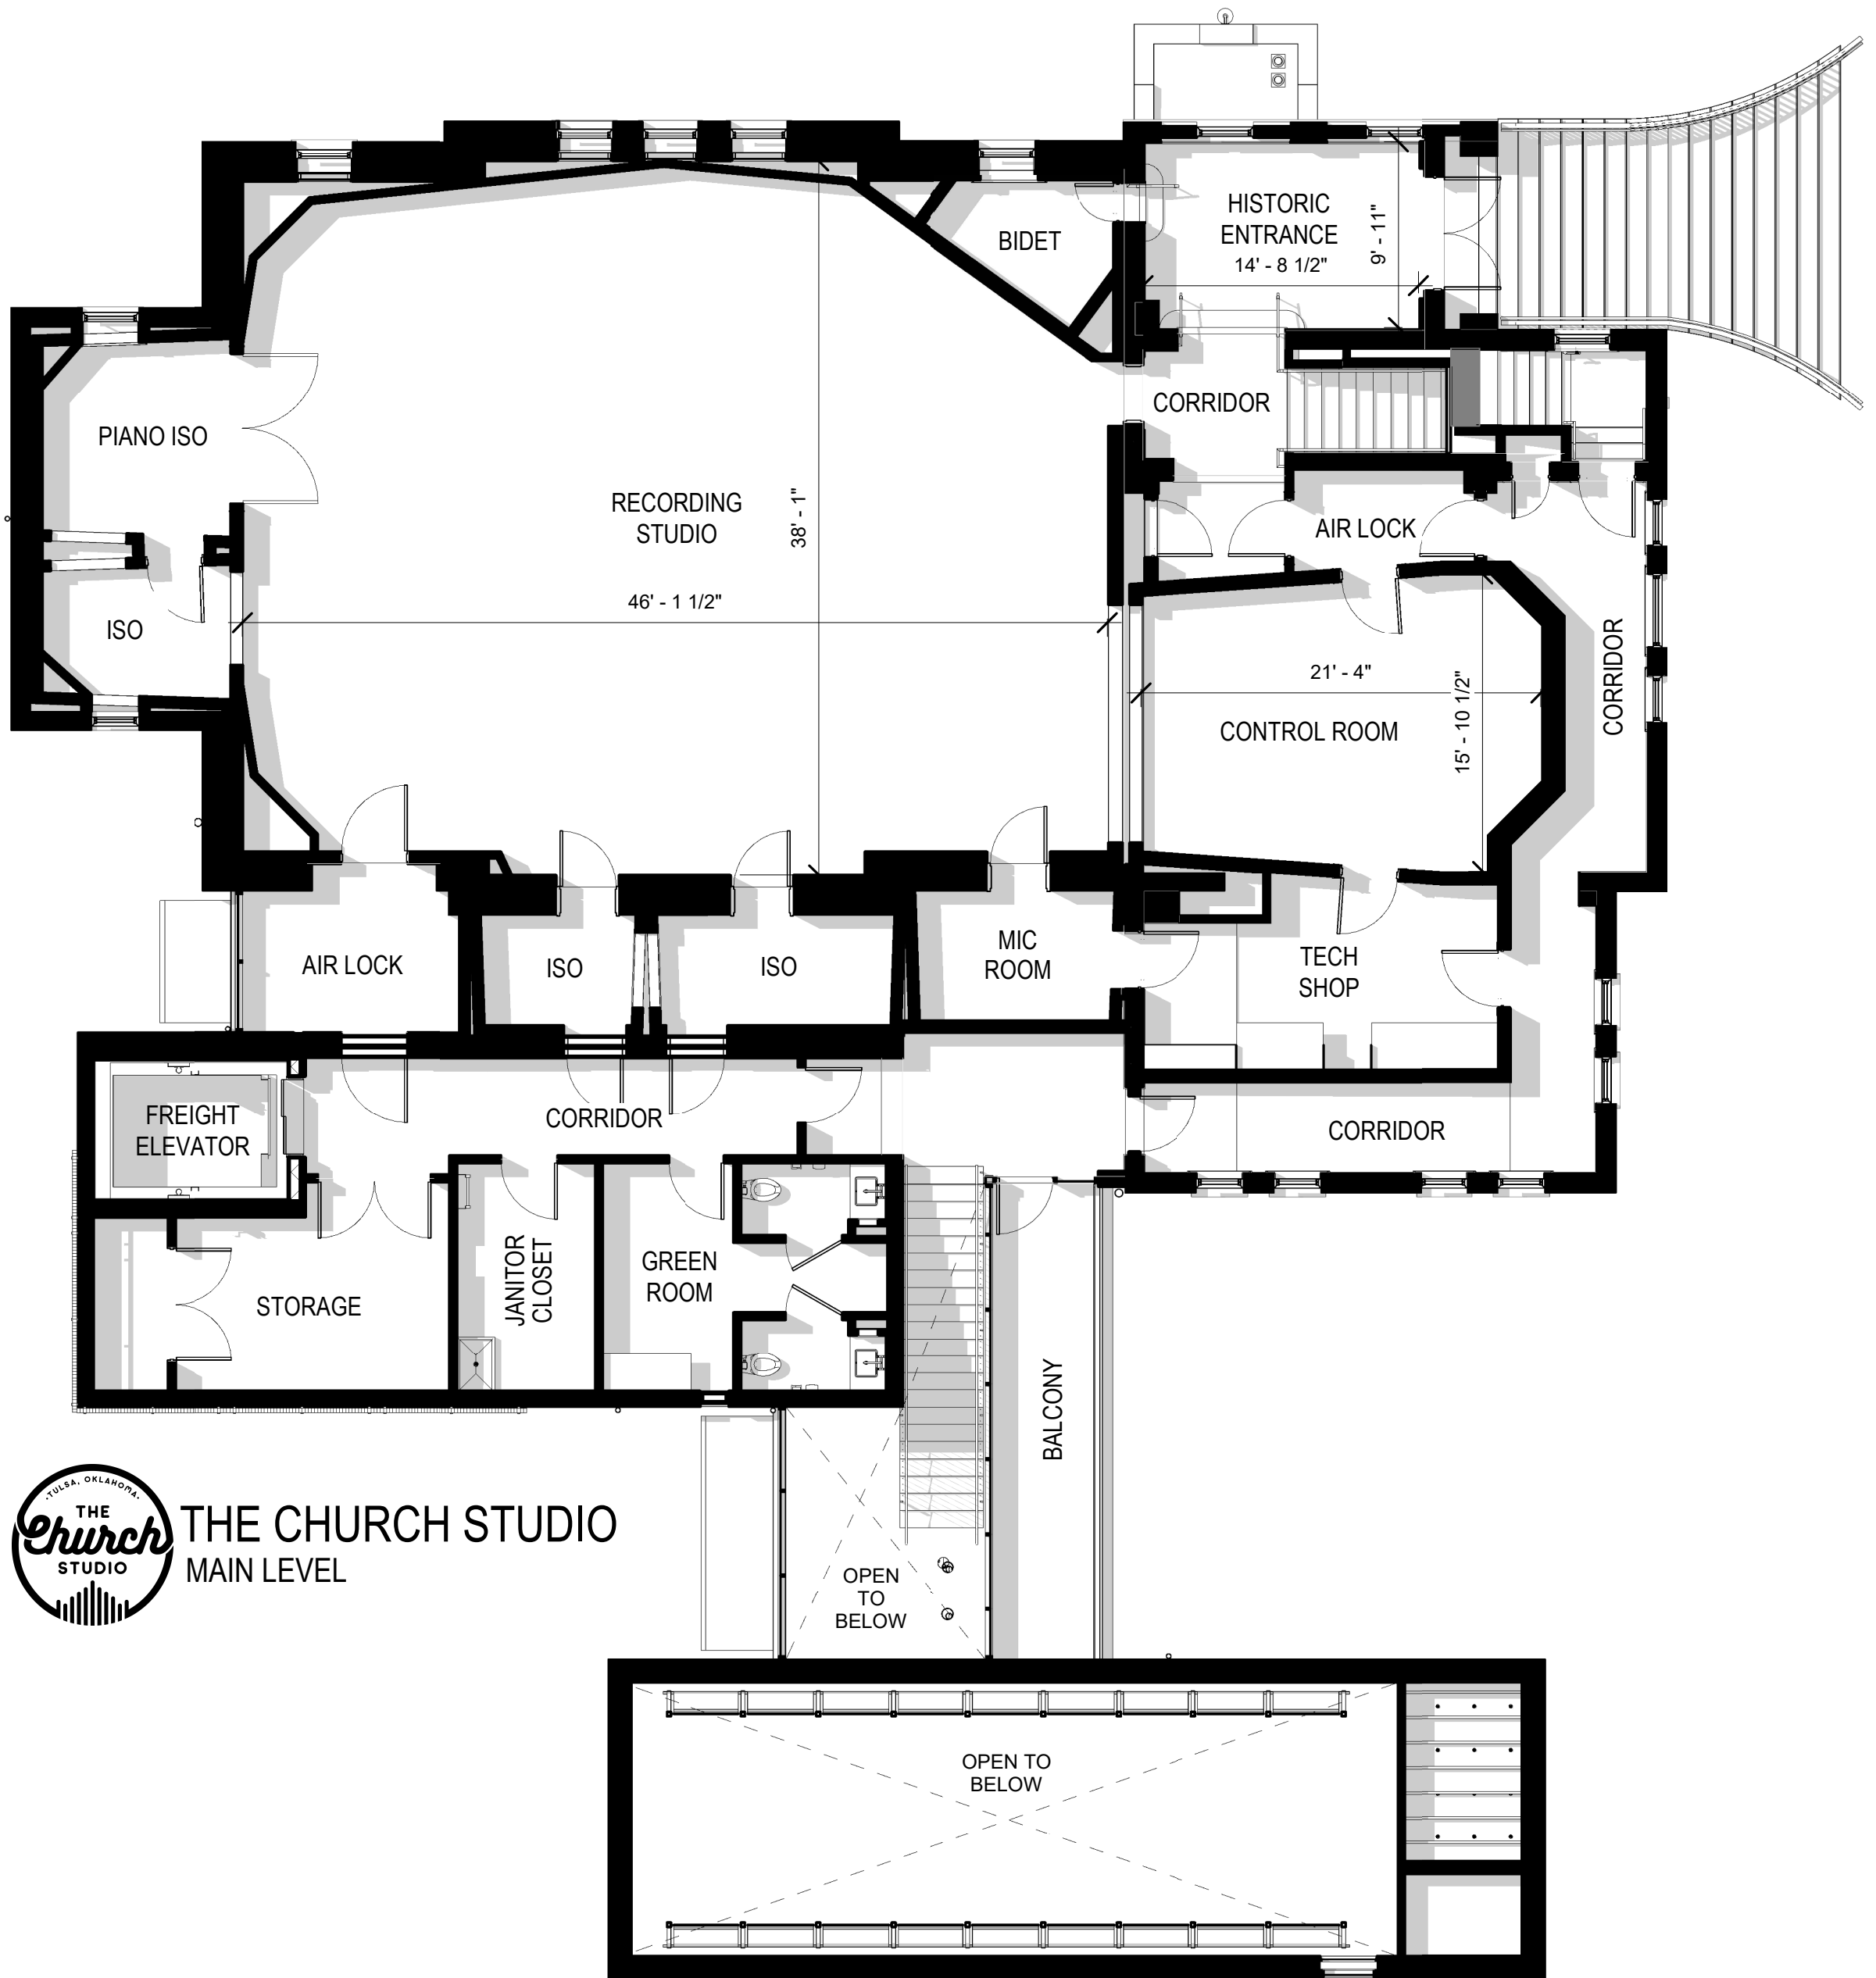 HISTORIC
ENTRANCE
14' - 8 1/2"
9' - 11"
BIDET
CORRIDOR
PIANO ISO
RECORDING
STUDIO
38' - 1"
46' - 1 1/2"
AIR LOCK
ISO
CORRIDOR
21' - 4"
15' - 10 1/2"
CONTROL ROOM
AIR LOCK
ISO
ISO
MIC
ROOM
TECH
SHOP
FREIGHT
ELEVATOR
CORRIDOR
CORRIDOR
STORAGE
JANITOR
CLOSET
GREEN
ROOM
BALCONY
• TULSA, OKLAHOMA •
THE
Church
STUDIO
THE CHURCH STUDIO
MAIN LEVEL
OPEN
TO
BELOW
OPEN TO
BELOW